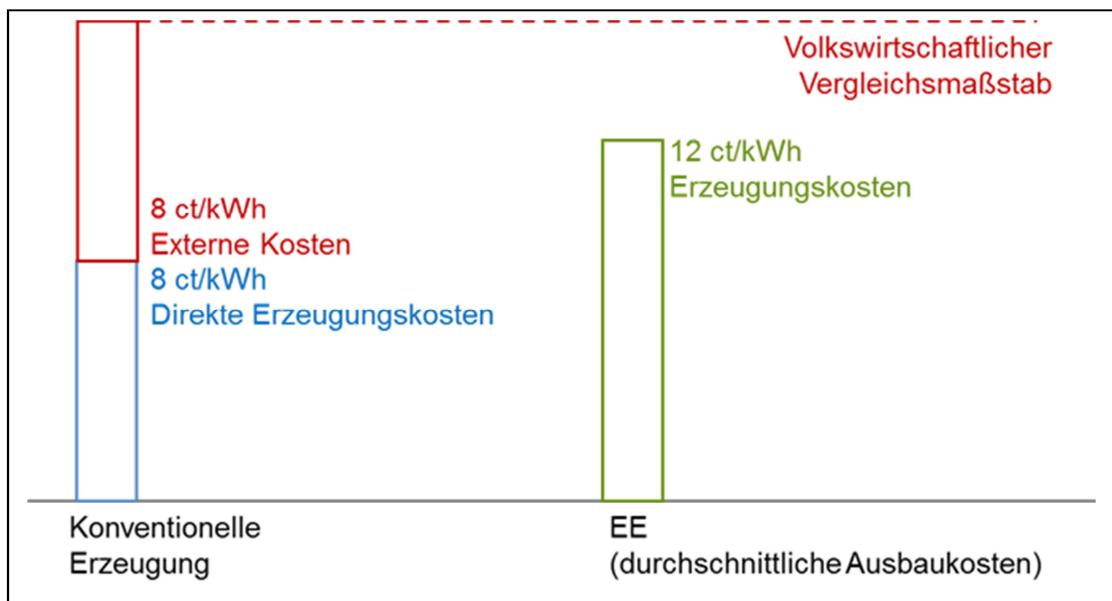 Volkswirtschaftlicher
Vergleichsmaßstab
12 ct/kWh
Erzeugungskosten
8 ct/kWh
Externe Kosten
8 ct/kWh
Direkte Erzeugungskosten
Konventionelle
Erzeugung
EE
(durchschnittliche Ausbaukosten)